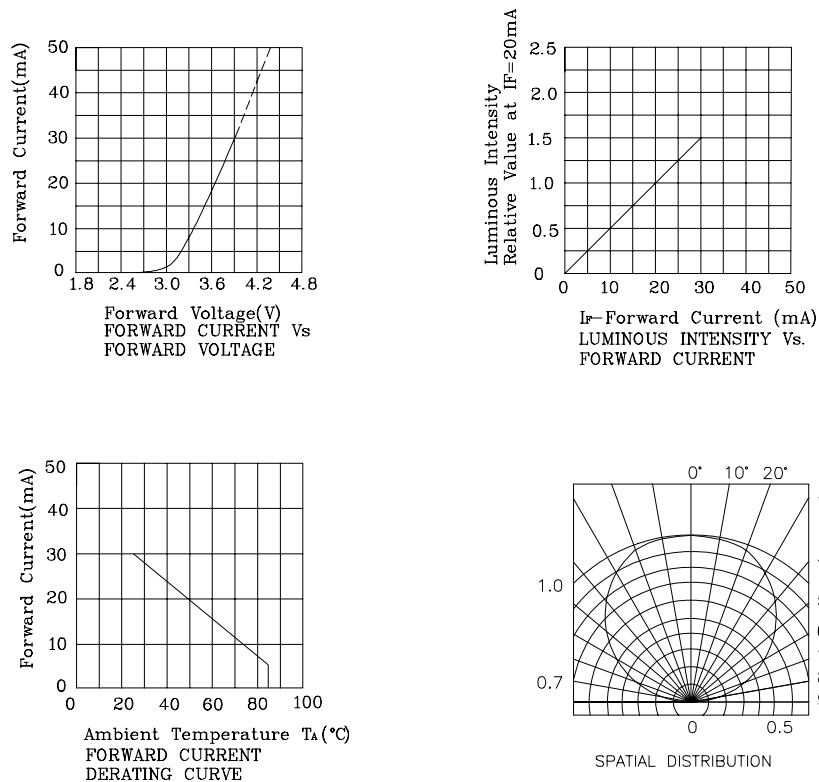 Forward Current(mA)
50
40
30
20
10
0
1.8 2.4 3.0 3.6 4.2 4.8
Forward Voltage(V)
FORWARD CURRENT Vs
FORWARD VOLTAGE
Luminous Intensity
Relative Value at IF=20mA
2.5
2.0
1.5
1.0
0.5
0
0 10 20 30 40 50
IF-Forward Current (mA)
LUMINOUS INTENSITY Vs.
FORWARD CURRENT
Forward Current(mA)
50
40
30
20
10
0
0 20 40 60 80 100
Ambient Temperature TA(°C)
FORWARD CURRENT
DERATING CURVE
0° 10° 20°
1.0
0.7
0 0.5
SPATIAL DISTRIBUTION